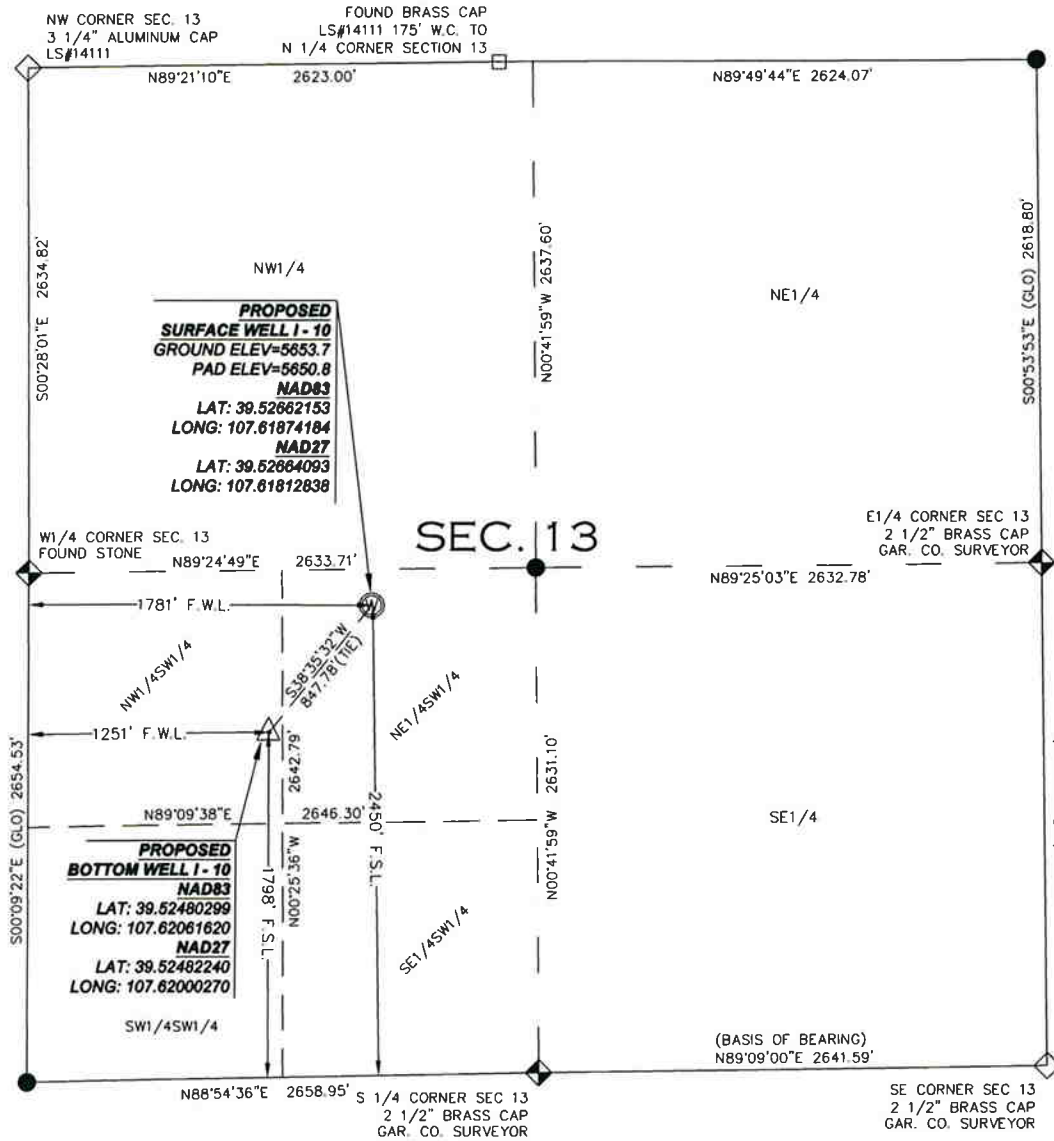 NW CORNER SEC. 13
3 1/4" ALUMINUM CAP
LS#14111
FOUND BRASS CAP
LS#14111 175' W.C. TO
N 1/4 CORNER SECTION 13
N89°21'10"E 2623.00'
N89°49'44"E 2624.07'
S00°28'01"E 2634.82'
N00°41'59"W 2637.60'
S00°53'53"E (GLO) 2618.80'
NW1/4
NE1/4
PROPOSED
SURFACE WELL I - 10
GROUND ELEV=5653.7
PAD ELEV=5650.8
NAD83
LAT: 39.52662153
LONG: 107.61874184
NAD27
LAT: 39.52664093
LONG: 107.61812838
SEC. 13
W1/4 CORNER SEC. 13
FOUND STONE
N89°24'49"E 2633.71'
E1/4 CORNER SEC 13
2 1/2" BRASS CAP
GAR. CO. SURVEYOR
N89°25'03"E 2632.78'
1781' F.W.L.
W
S38°35'32"W
847.78'(TIE)
NW1/4SW1/4
NE1/4SW1/4
1251' F.W.L.
S00°09'22"E (GLO) 2654.53'
N00°25'36"W 2642.79'
2450' F.S.L.
N00°41'59"W 2631.10'
N89°09'38"E 2646.30'
SE1/4
PROPOSED
BOTTOM WELL I - 10
NAD83
LAT: 39.52480299
LONG: 107.62061620
NAD27
LAT: 39.52482240
LONG: 107.62000270
1798' F.S.L.
SE1/4SW1/4
SW1/4SW1/4
(BASIS OF BEARING)
N89°09'00"E 2641.59'
N88°54'36"E 2658.95'
S 1/4 CORNER SEC 13
2 1/2" BRASS CAP
GAR. CO. SURVEYOR
SE CORNER SEC 13
2 1/2" BRASS CAP
GAR. CO. SURVEYOR